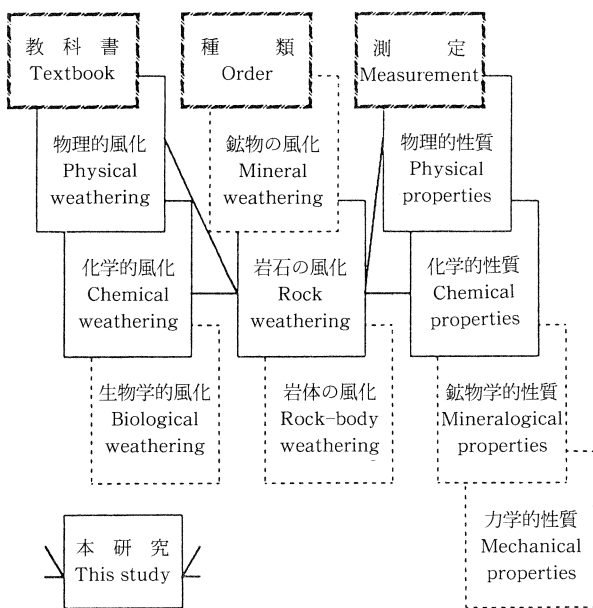 教科書
Textbook
種類
Order
測定
Measurement
物理的風化
Physical
weathering
鉱物の風化
Mineral
weathering
物理的性質
Physical
properties
化学的風化
Chemical
weathering
岩石の風化
Rock
weathering
化学的性質
Chemical
properties
生物学的風化
Biological
weathering
岩体の風化
Rock-body
weathering
鉱物学的性質
Mineralogical
properties
力学的性質
Mechanical
properties
本研究
This study